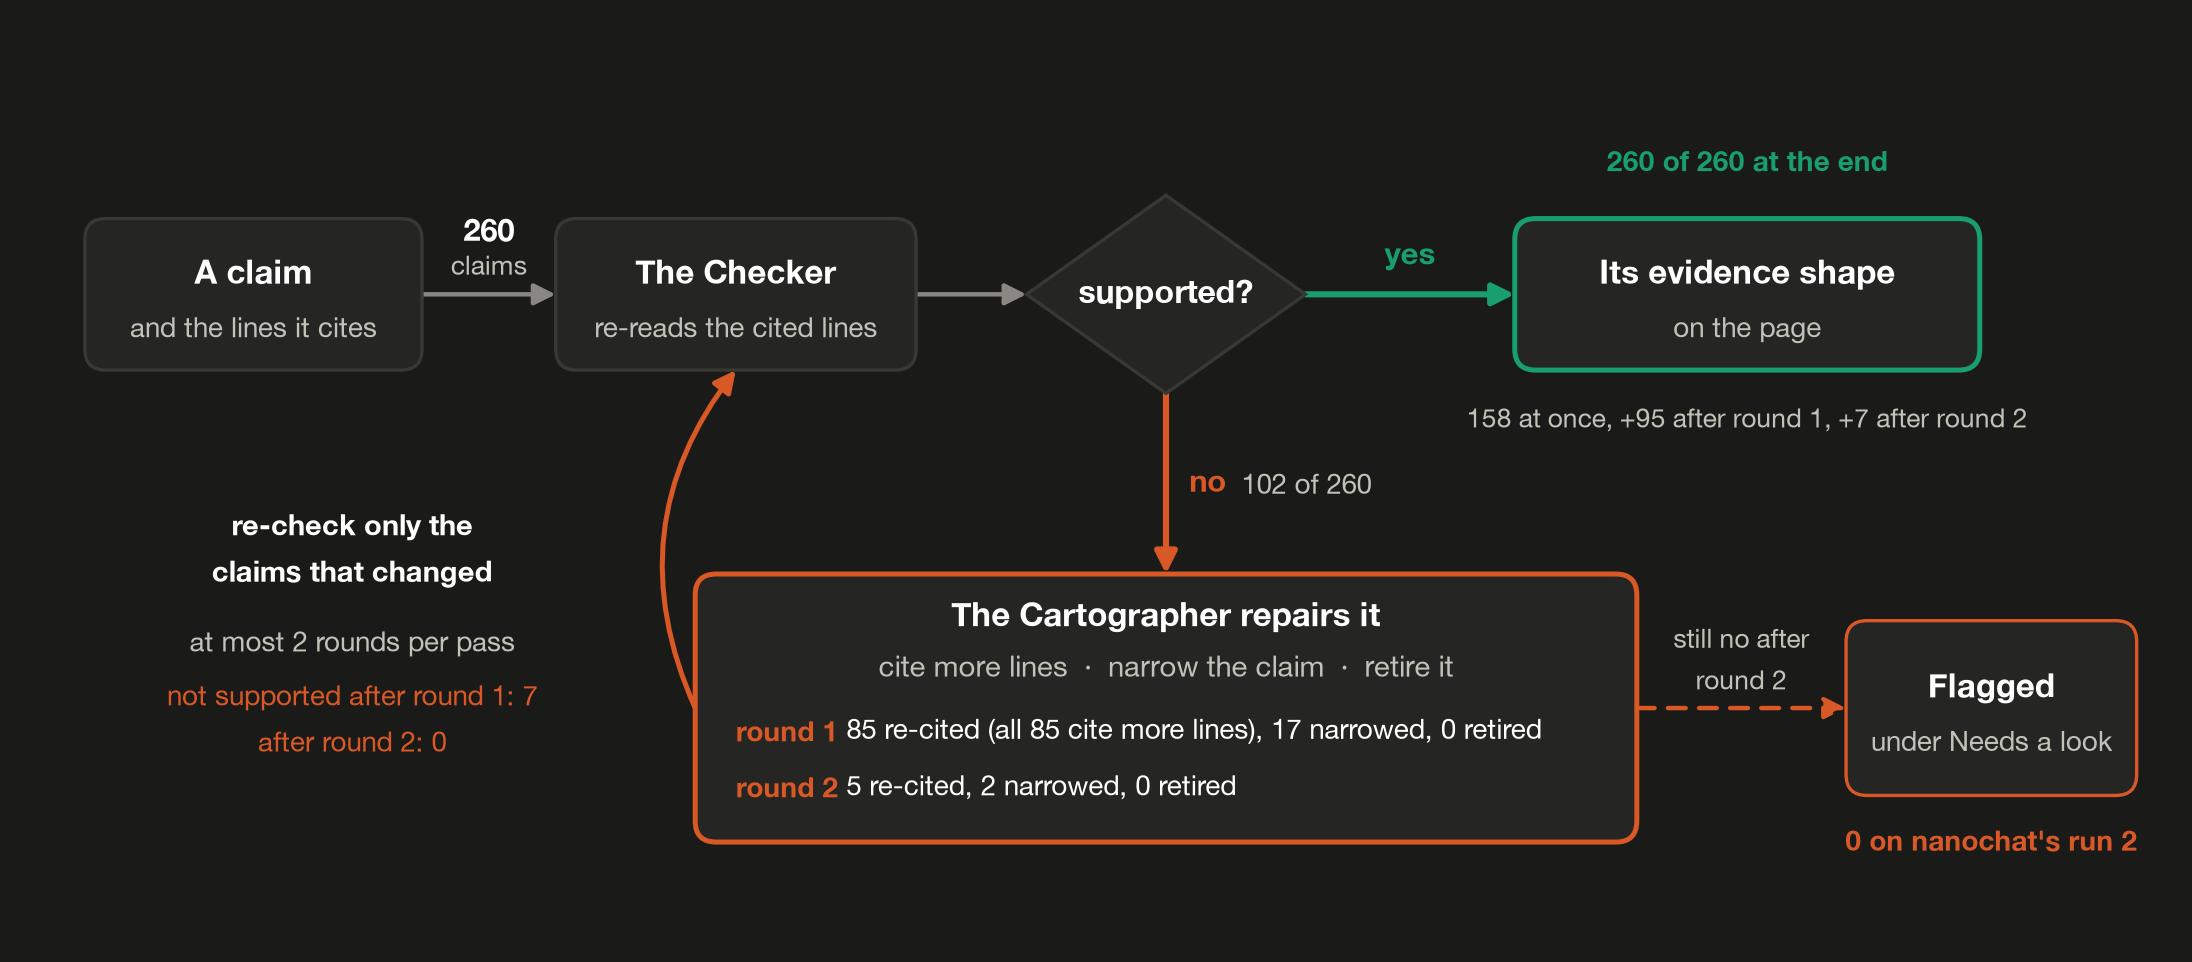 260 of 260 at the end
A claim
and the lines it cites
260
claims
The Checker
re-reads the cited lines
supported?
yes
Its evidence shape
on the page
158 at once, +95 after round 1, +7 after round 2
no 102 of 260
re-check only the
claims that changed
at most 2 rounds per pass
not supported after round 1: 7
after round 2: 0
The Cartographer repairs it
cite more lines · narrow the claim · retire it
round 1 85 re-cited (all 85 cite more lines), 17 narrowed, 0 retired
round 2 5 re-cited, 2 narrowed, 0 retired
still no after
round 2
Flagged
under Needs a look
0 on nanochat's run 2